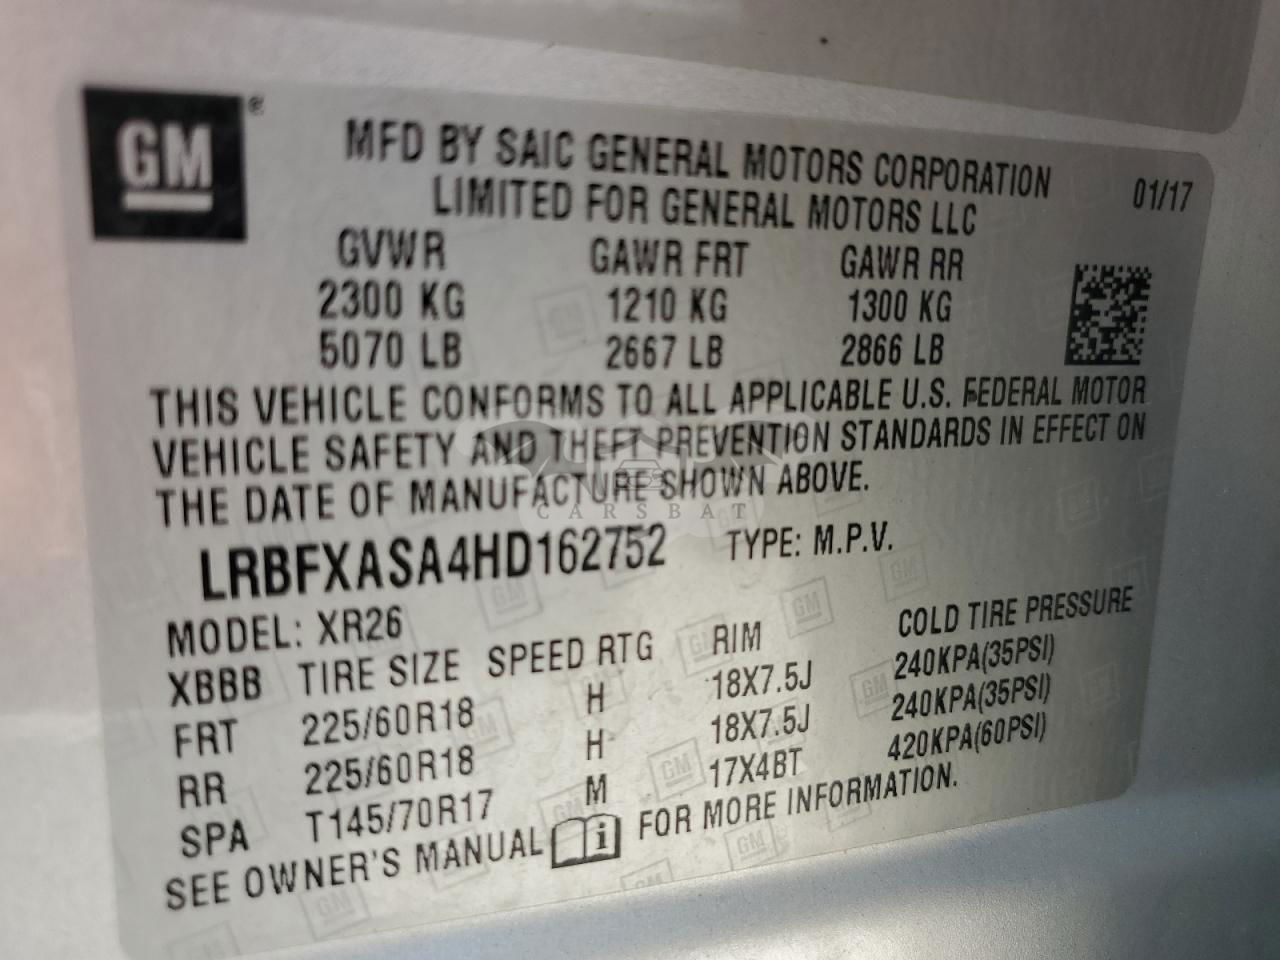 GM ®
MFD BY SAIC GENERAL MOTORS CORPORATION
LIMITED FOR GENERAL MOTORS LLC
01/17
GVWR GAWR FRT GAWR RR
2300 KG 1210 KG 1300 KG
5070 LB 2667 LB 2866 LB
THIS VEHICLE CONFORMS TO ALL APPLICABLE U.S. FEDERAL MOTOR
VEHICLE SAFETY AND THEFT PREVENTION STANDARDS IN EFFECT ON
THE DATE OF MANUFACTURE SHOWN ABOVE.
CARSBAT
LRBFXASA4HD162752 TYPE: M.P.V.
MODEL: XR26
XBBB TIRE SIZE SPEED RTG RIM COLD TIRE PRESSURE
FRT 225/60R18 H 18X7.5J 240KPA(35PSI)
RR 225/60R18 H 18X7.5J 240KPA(35PSI)
SPA T145/70R17 M 17X4BT 420KPA(60PSI)
SEE OWNER'S MANUAL i FOR MORE INFORMATION.